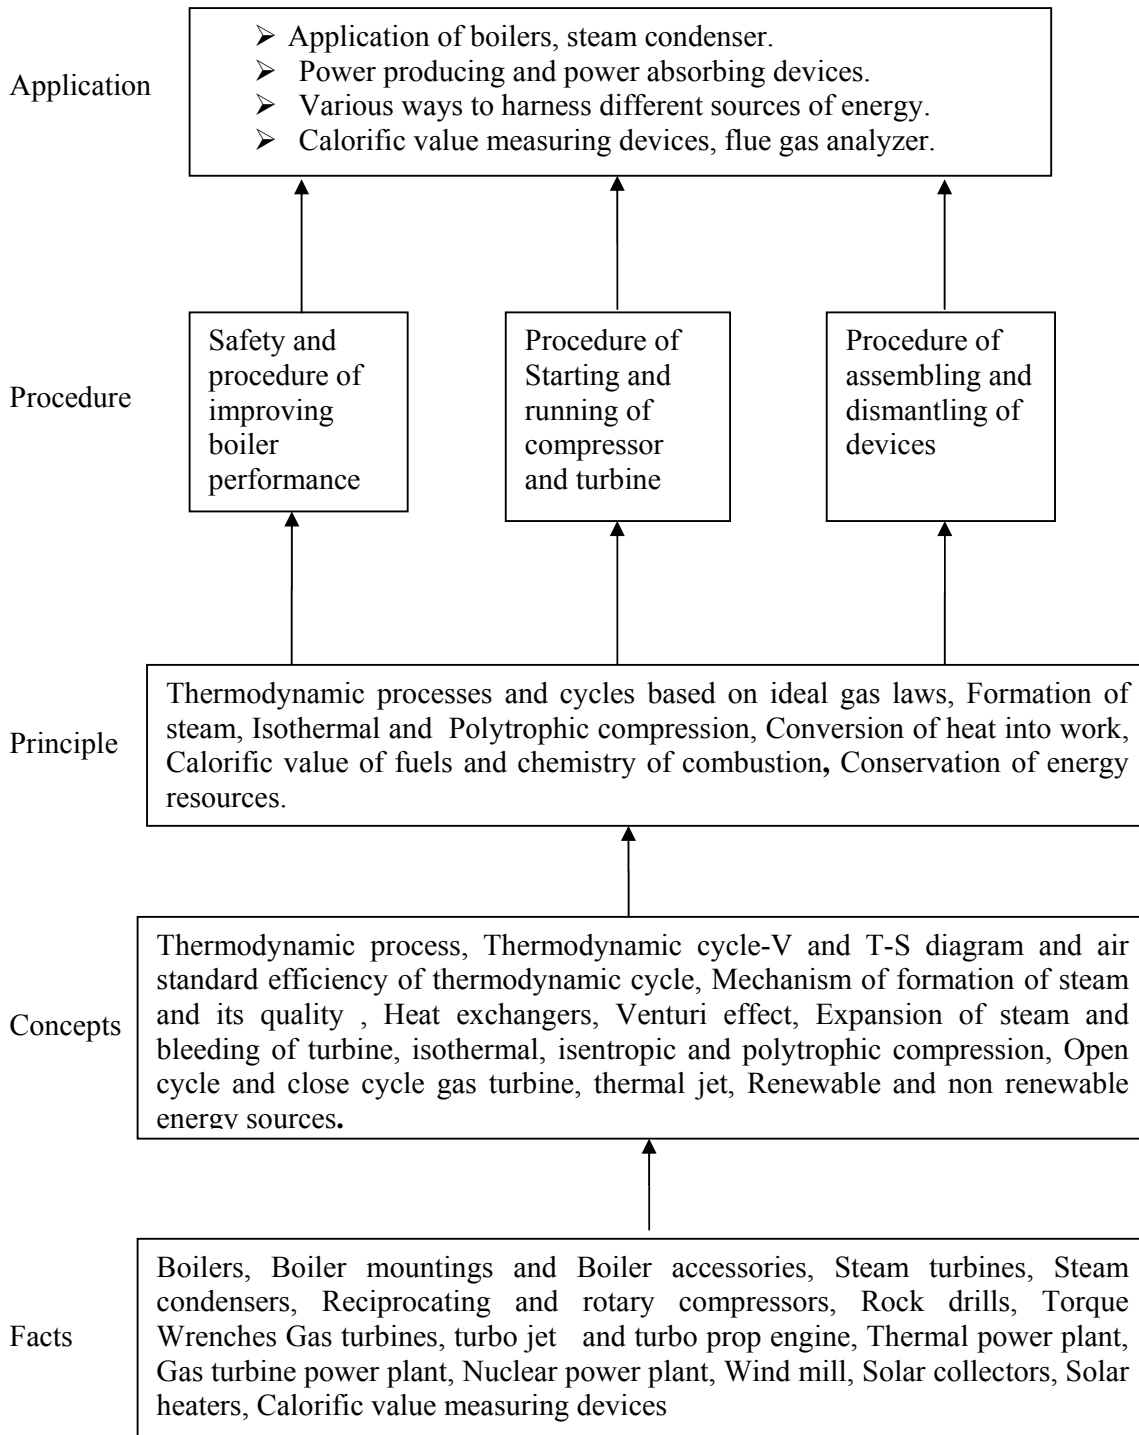 Application
➢ Application of boilers, steam condenser.
➢ Power producing and power absorbing devices.
➢ Various ways to harness different sources of energy.
➢ Calorific value measuring devices, flue gas analyzer.
Procedure
Safety and
procedure of
improving
boiler
performance
Procedure of
Starting and
running of
compressor
and turbine
Procedure of
assembling and
dismantling of
devices
Principle
Thermodynamic processes and cycles based on ideal gas laws, Formation of
steam, Isothermal and Polytrophic compression, Conversion of heat into work,
Calorific value of fuels and chemistry of combustion, Conservation of energy
resources.
Concepts
Thermodynamic process, Thermodynamic cycle-V and T-S diagram and air
standard efficiency of thermodynamic cycle, Mechanism of formation of steam
and its quality , Heat exchangers, Venturi effect, Expansion of steam and
bleeding of turbine, isothermal, isentropic and polytrophic compression, Open
cycle and close cycle gas turbine, thermal jet, Renewable and non renewable
energy sources.
Facts
Boilers, Boiler mountings and Boiler accessories, Steam turbines, Steam
condensers, Reciprocating and rotary compressors, Rock drills, Torque
Wrenches Gas turbines, turbo jet and turbo prop engine, Thermal power plant,
Gas turbine power plant, Nuclear power plant, Wind mill, Solar collectors, Solar
heaters, Calorific value measuring devices